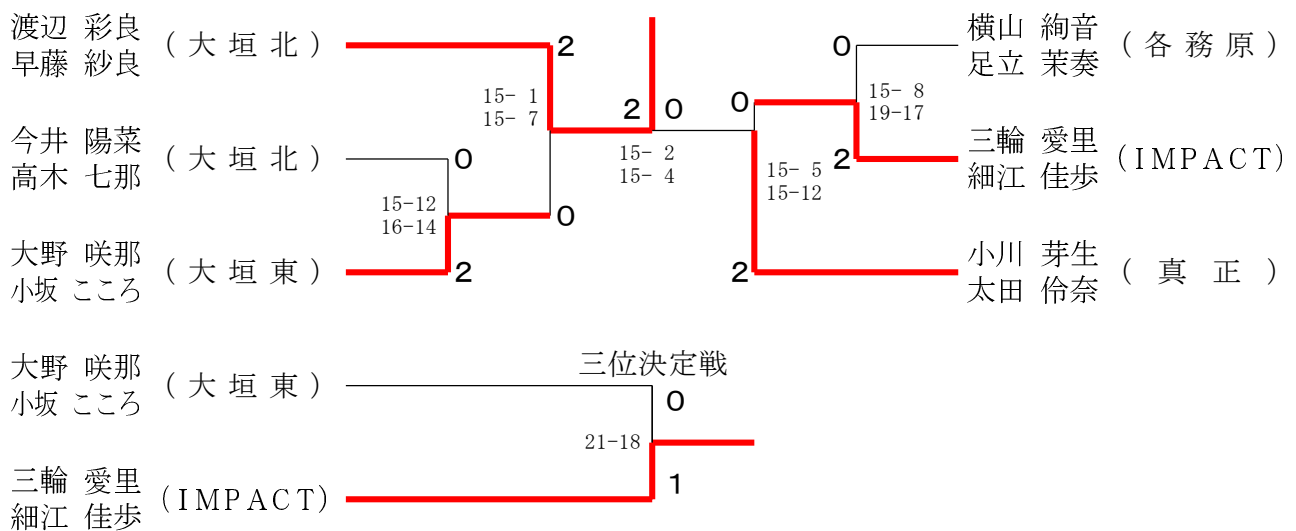 渡辺 彩良
早藤 紗良
( 大 垣 北 )
2
15- 1
15- 7
今井 陽菜
高木 七那
( 大 垣 北 )
0
15-12
16-14
0
大野 咲那
小坂 こころ
( 大 垣 東 )
2
2 0
15- 2
15- 4
横山 絢音
足立 茉奏
( 各 務 原 )
0
0
15- 8
19-17
三輪 愛里
細江 佳歩
(IMPACT)
2
15- 5
15-12
小川 芽生
太田 伶奈
( 真 正 )
2
三位決定戦
大野 咲那
小坂 こころ
( 大 垣 東 )
0
21-18
三輪 愛里
細江 佳歩
(IMPACT)
1